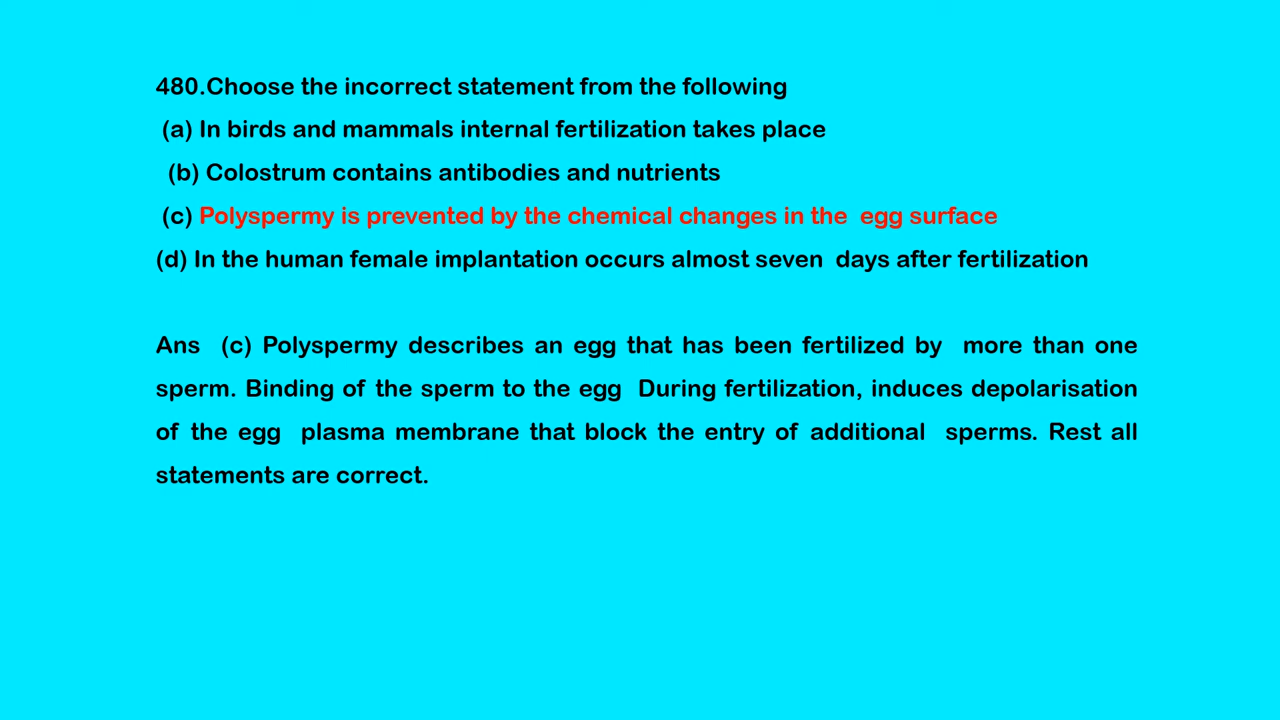 480.Choose the incorrect statement from the following
(a) In birds and mammals internal fertilization takes place
(b) Colostrum contains antibodies and nutrients
(c) Polyspermy is prevented by the chemical changes in the egg surface
(d) In the human female implantation occurs almost seven days after fertilization
Ans (c) Polyspermy describes an egg that has been fertilized by more than one
sperm. Binding of the sperm to the egg During fertilization, induces depolarisation
of the egg plasma membrane that block the entry of additional sperms. Rest all
statements are correct.